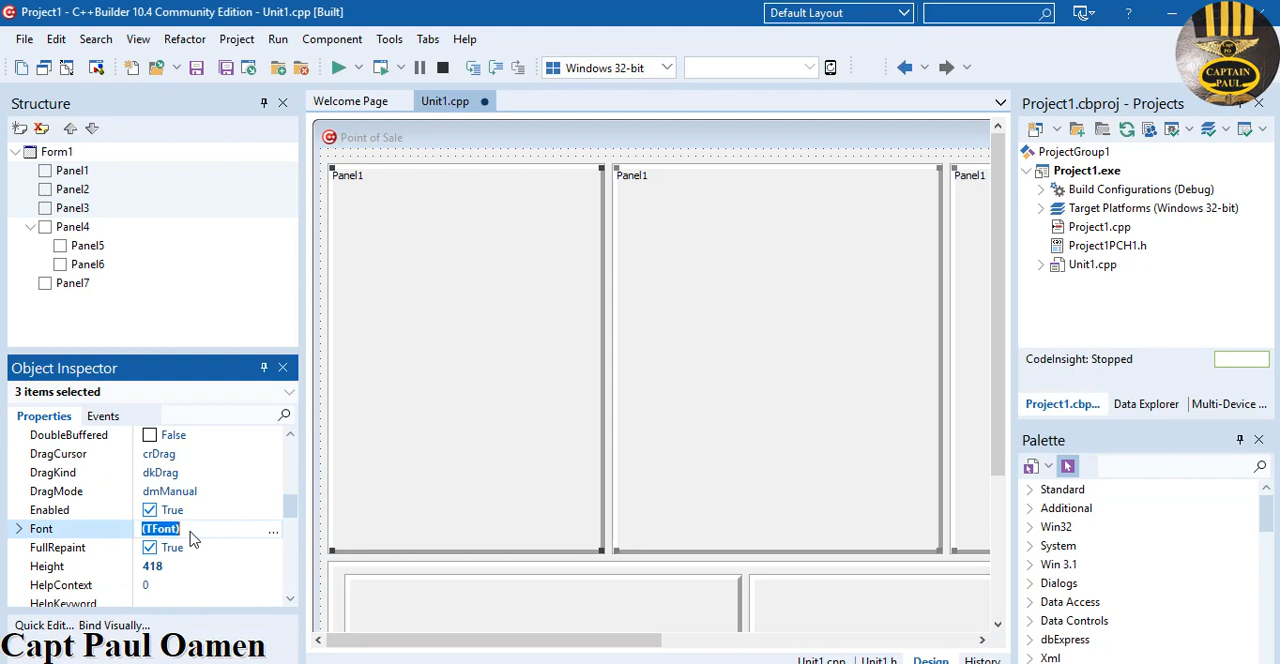 Project1 - C++Builder 10.4 Community Edition - Unit1.cpp [Built]
Default Layout
?
File Edit Search View Refactor Project Run Component Tools Tabs Help
Windows 32-bit
Capt
PO
CAPTAIN
PAUL
Structure
Form1
Panel1
Panel2
Panel3
Panel4
Panel5
Panel6
Panel7
Object Inspector
3 items selected
Properties Events
DoubleBuffered False
DragCursor crDrag
DragKind dkDrag
DragMode dmManual
Enabled True
Font (TFont) ...
FullRepaint True
Height 418
HelpContext 0
HelpKeyword
Quick Edit... Bind Visually...
Capt Paul Oamen
Welcome Page Unit1.cpp
Point of Sale
Panel1 Panel1 Panel1
Unit1.cpp Unit1.h Design History
Project1.cbproj - Projects
ProjectGroup1
Project1.exe
Build Configurations (Debug)
Target Platforms (Windows 32-bit)
Project1.cpp
Project1PCH1.h
Unit1.cpp
CodeInsight: Stopped
Project1.cbp... Data Explorer Multi-Device ...
Palette
Standard
Additional
Win32
System
Win 3.1
Dialogs
Data Access
Data Controls
dbExpress
Xml